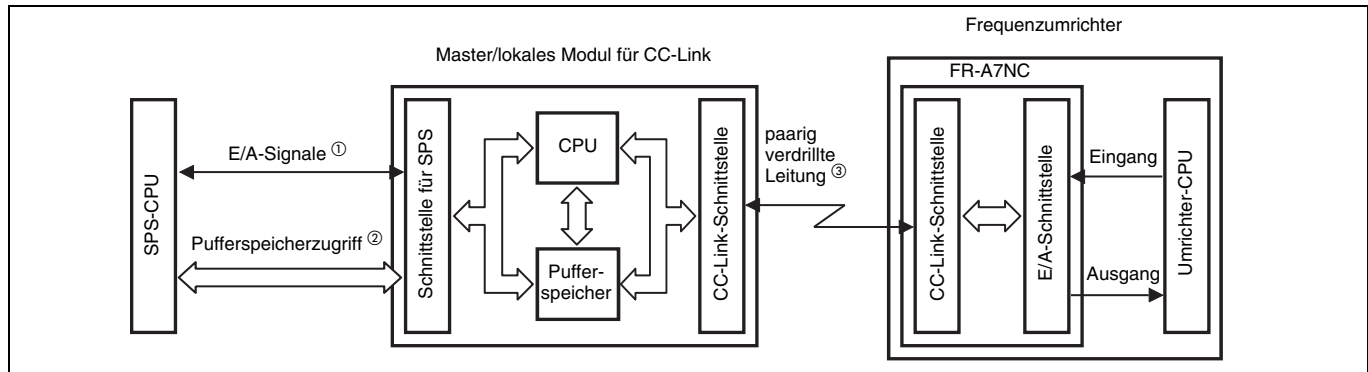 Frequenzumrichter
Master/lokales Modul für CC-Link
FR-A7NC
SPS-CPU
E/A-Signale ①
Pufferspeicherzugriff ②
Schnittstelle für SPS
CPU
Puffer-
speicher
CC-Link-Schnittstelle
paarig
verdrillte
Leitung ③
CC-Link-Schnittstelle
E/A-Schnittstelle
Eingang
Ausgang
Umrichter-CPU